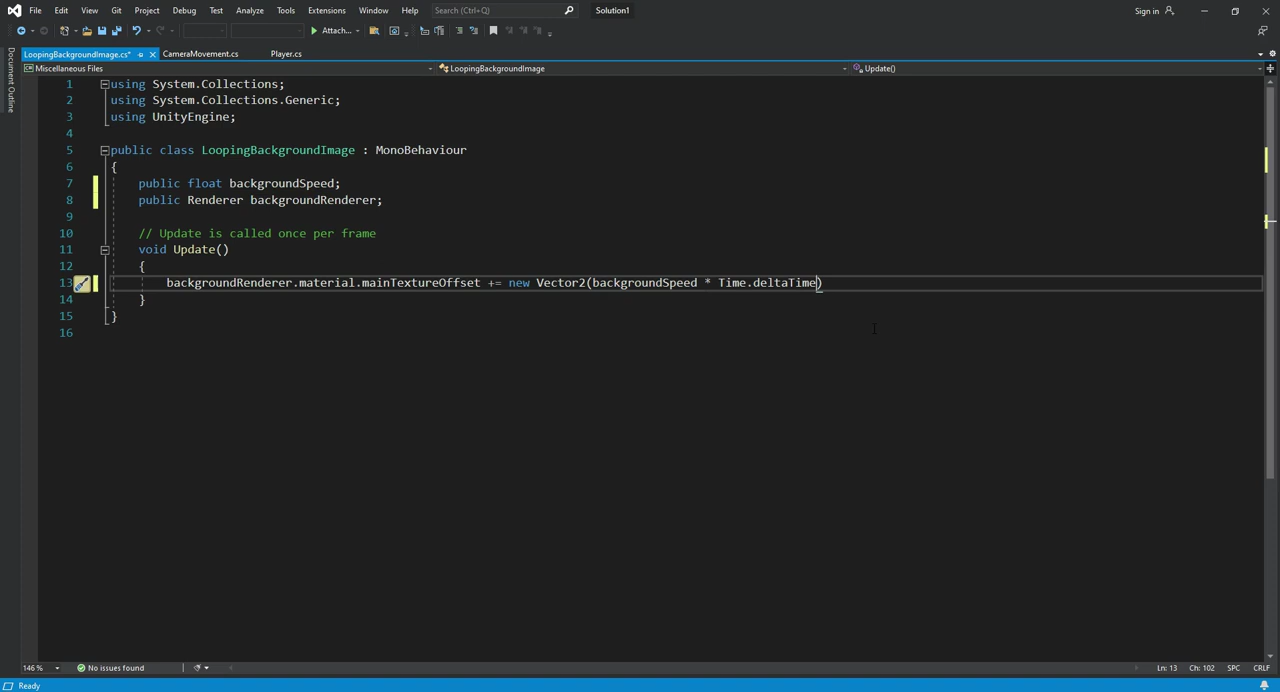 File Edit View Git Project Debug Test Analyze Tools Extensions Window Help Search (Ctrl+Q) Solution1 Sign in
Attach...
LoopingBackgroundImage.cs* CameraMovement.cs Player.cs
Miscellaneous Files LoopingBackgroundImage Update()
Document Outline
1 using System.Collections;
2 using System.Collections.Generic;
3 using UnityEngine;
4
5 public class LoopingBackgroundImage : MonoBehaviour
6 {
7 public float backgroundSpeed;
8 public Renderer backgroundRenderer;
9
10 // Update is called once per frame
11 void Update()
12 {
13 backgroundRenderer.material.mainTextureOffset += new Vector2(backgroundSpeed * Time.deltaTime)
14 }
15 }
16
146 % No issues found Ln: 13 Ch: 102 SPC CRLF
Ready